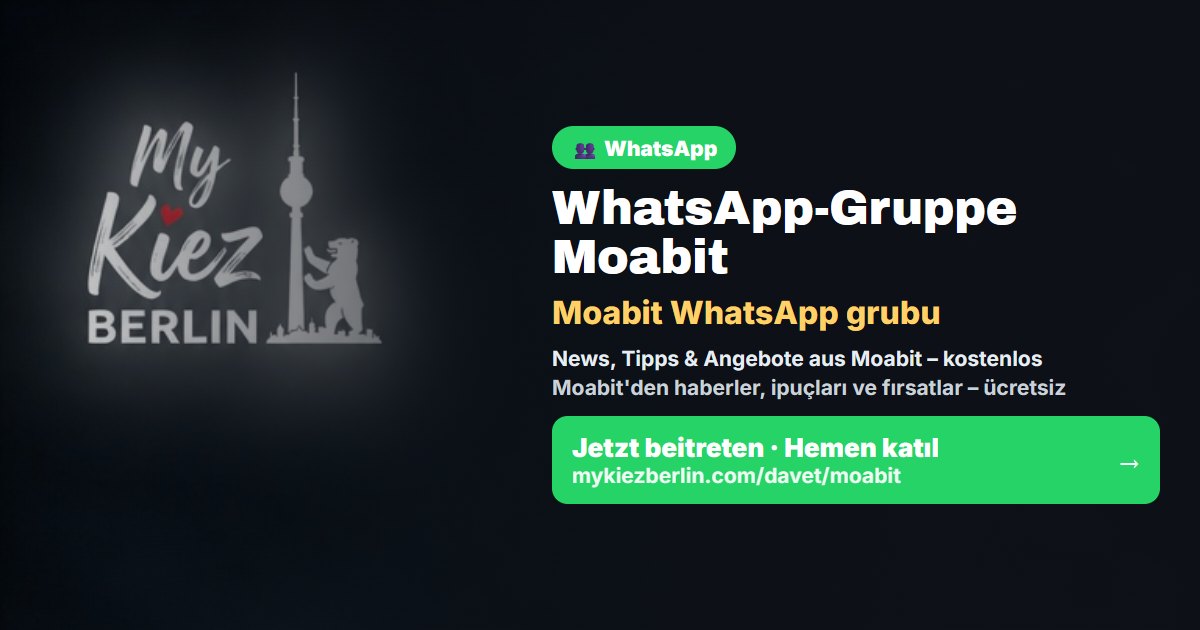 My
Kiez
BERLIN
WhatsApp
WhatsApp-Gruppe
Moabit
Moabit WhatsApp grubu
News, Tipps & Angebote aus Moabit – kostenlos
Moabit'den haberler, ipuçları ve fırsatlar – ücretsiz
Jetzt beitreten · Hemen katıl
mykiezberlin.com/davet/moabit
→